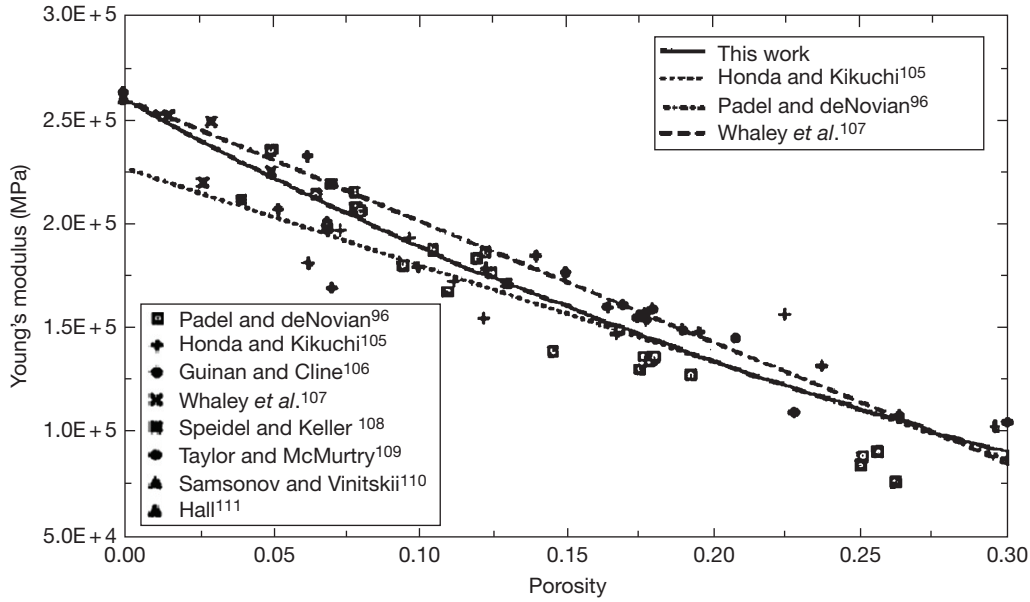 3.0E + 5
2.5E + 5
2.0E + 5
1.5E + 5
1.0E + 5
5.0E + 4
Young's modulus (MPa)
This work
Honda and Kikuchi105
Padel and deNovian96
Whaley et al.107
Padel and deNovian96
Honda and Kikuchi105
Guinan and Cline106
Whaley et al.107
Speidel and Keller 108
Taylor and McMurtry109
Samsonov and Vinitskii110
Hall111
0.00 0.05 0.10 0.15 0.20 0.25 0.30
Porosity